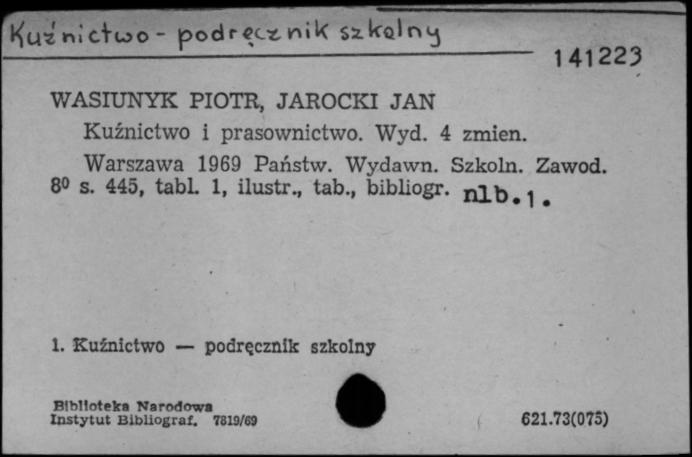 Kuźnictwo - podręcznik szkolny
141223
WASIUNYK PIOTR, JAROCKI JAN
Kuźnictwo i prasownictwo. Wyd. 4 zmien.
Warszawa 1969 Państw. Wydawn. Szkoln. Zawod.
8⁰ s. 445, tabl. 1, ilustr., tab., bibliogr. nlb. 1.
1. Kuźnictwo — podręcznik szkolny
Biblioteka Narodowa
Instytut Bibliograf. 7819/69
621.73(075)